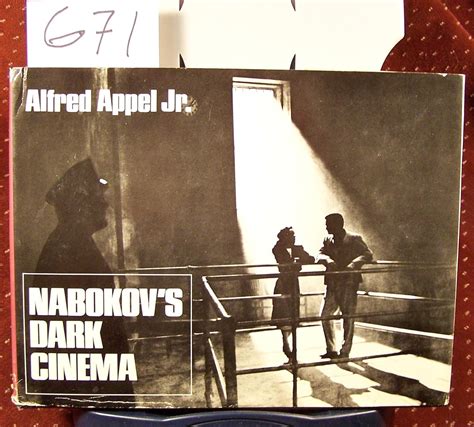 671
Alfred Appel Jr.
NABOKOV'S
DARK
CINEMA